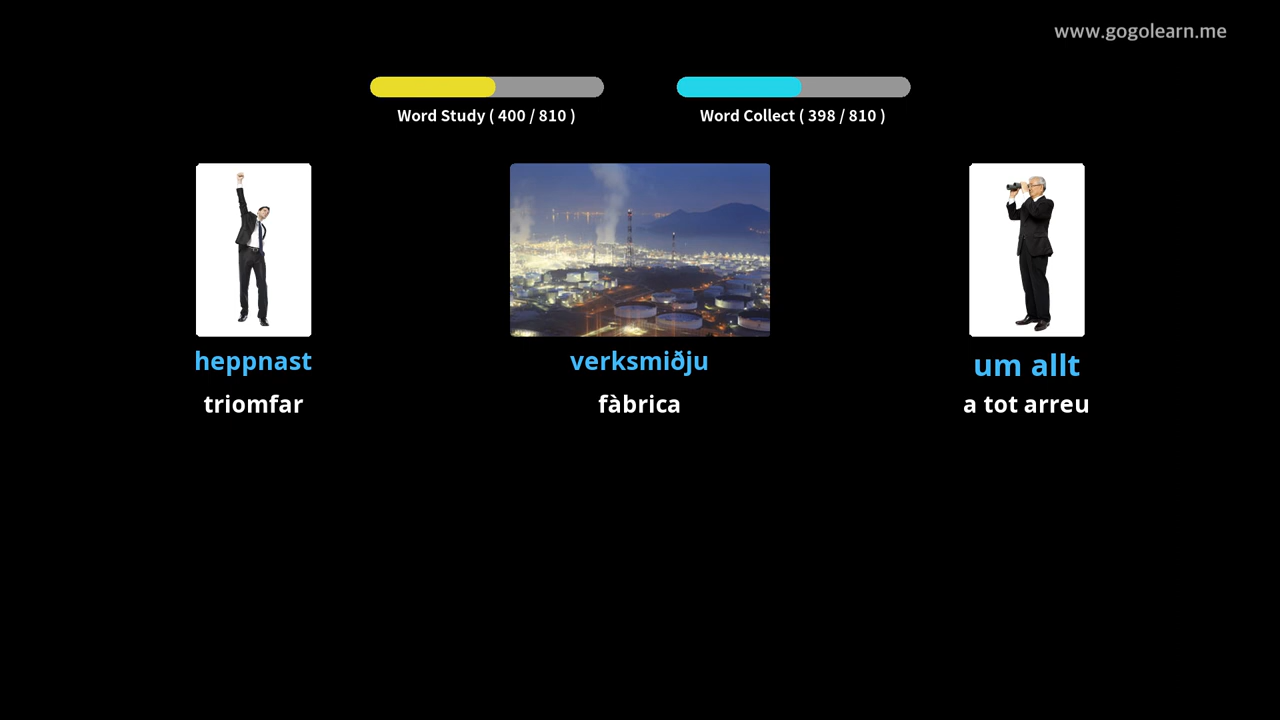 www.gogolearn.me
Word Study ( 400 / 810 )
Word Collect ( 398 / 810 )
heppnast
triomfar
verksmiðju
fàbrica
um allt
a tot arreu